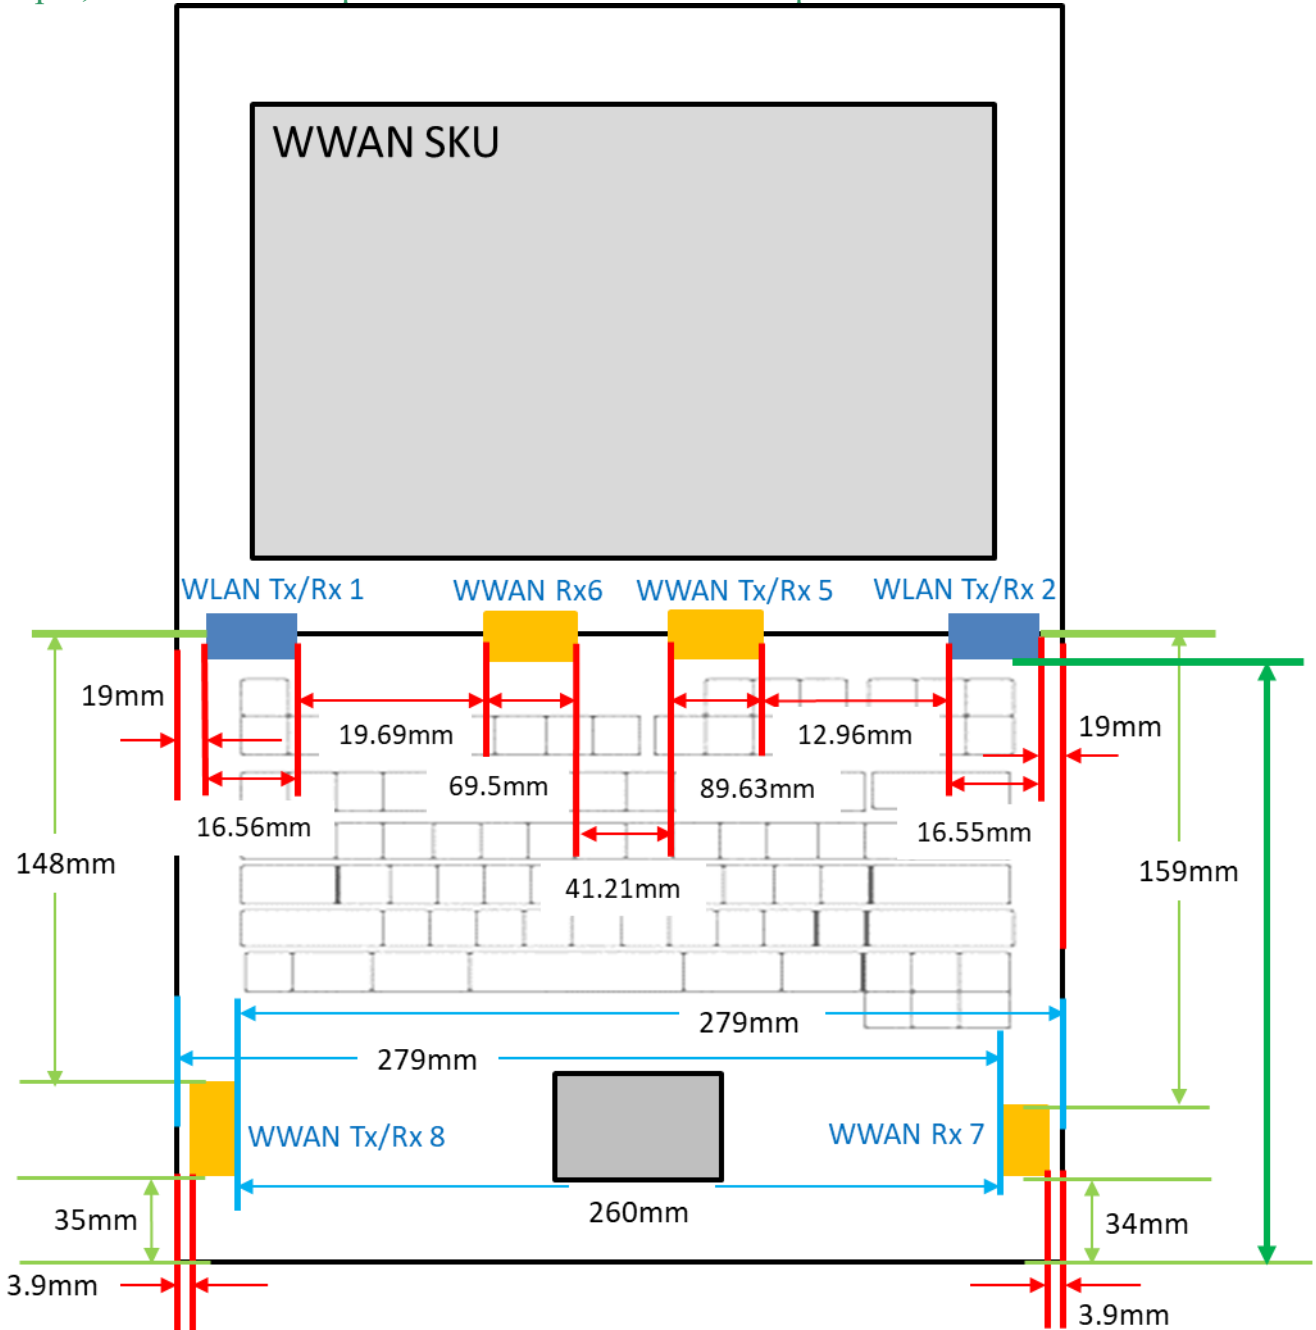 WWAN SKU
WLAN Tx/Rx 1
WWAN Rx6
WWAN Tx/Rx 5
WLAN Tx/Rx 2
19mm
19.69mm
12.96mm
19mm
69.5mm
89.63mm
16.56mm
16.55mm
148mm
159mm
41.21mm
279mm
279mm
WWAN Tx/Rx 8
WWAN Rx 7
260mm
35mm
34mm
3.9mm
3.9mm